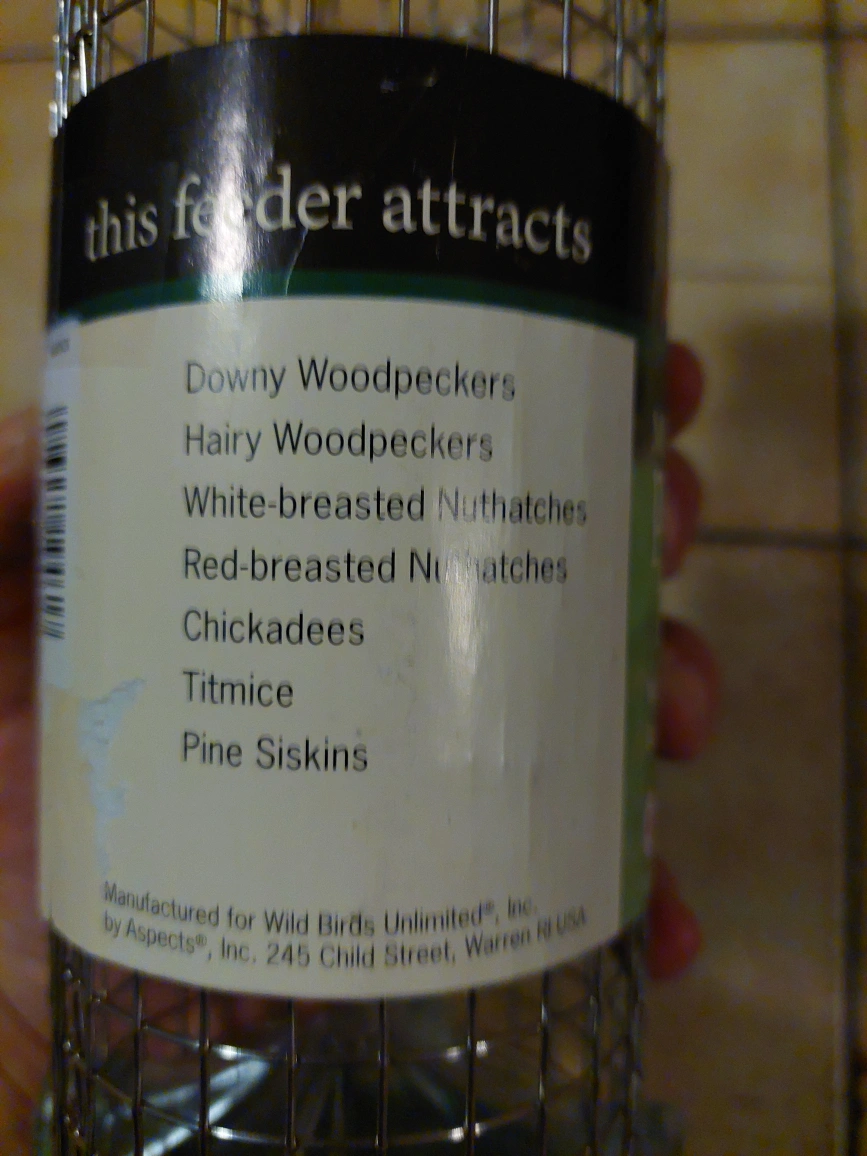 this feeder attracts
Downy Woodpeckers
Hairy Woodpeckers
White-breasted Nuthatches
Red-breasted Nuthatches
Chickadees
Titmice
Pine Siskins
Manufactured for Wild Birds Unlimited®, Inc.
by Aspects®, Inc. 245 Child Street, Warren RI USA